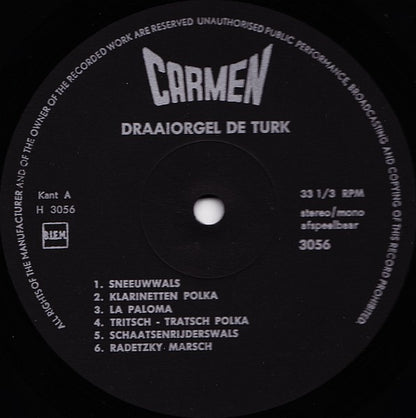 ALL RIGHTS OF THE MANUFACTURER AND OF THE OWNER OF THE RECORDED WORK ARE RESERVED UNAUTHORISED PUBLIC PERFORMANCE, BROADCASTING AND COPYING OF THIS RECORD PROHIBITED
CARMEN
DRAAIORGEL DE TURK
Kant A
H 3056
B.I.E.M.
33 1/3 RPM
stereo/mono
afspeelbaar
3056
1. SNEEUWWALS
2. KLARINETTEN POLKA
3. LA PALOMA
4. TRITSCH - TRATSCH POLKA
5. SCHAATSENRIJDERSWALS
6. RADETZKY MARSCH